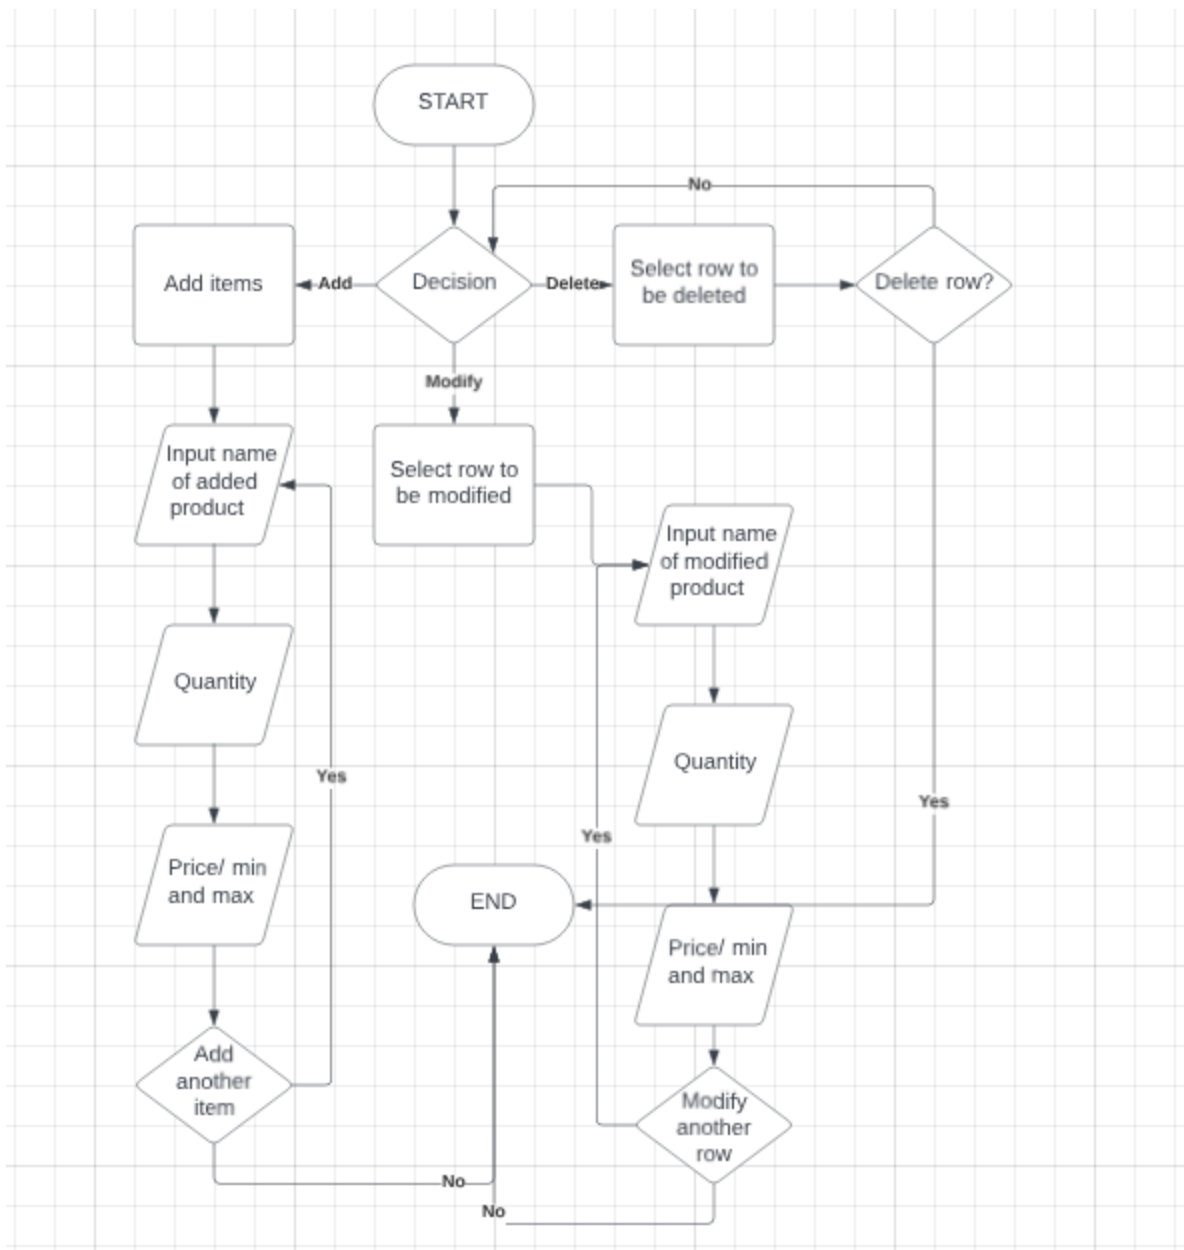 START
No
Add items
Add
Decision
Delete
Select row to
be deleted
Delete row?
Modify
Input name
of added
product
Select row to
be modified
Input name
of modified
product
Quantity
Quantity
Yes
Yes
Yes
Price/ min
and max
END
Price/ min
and max
Add
another
item
Modify
another
row
No
No